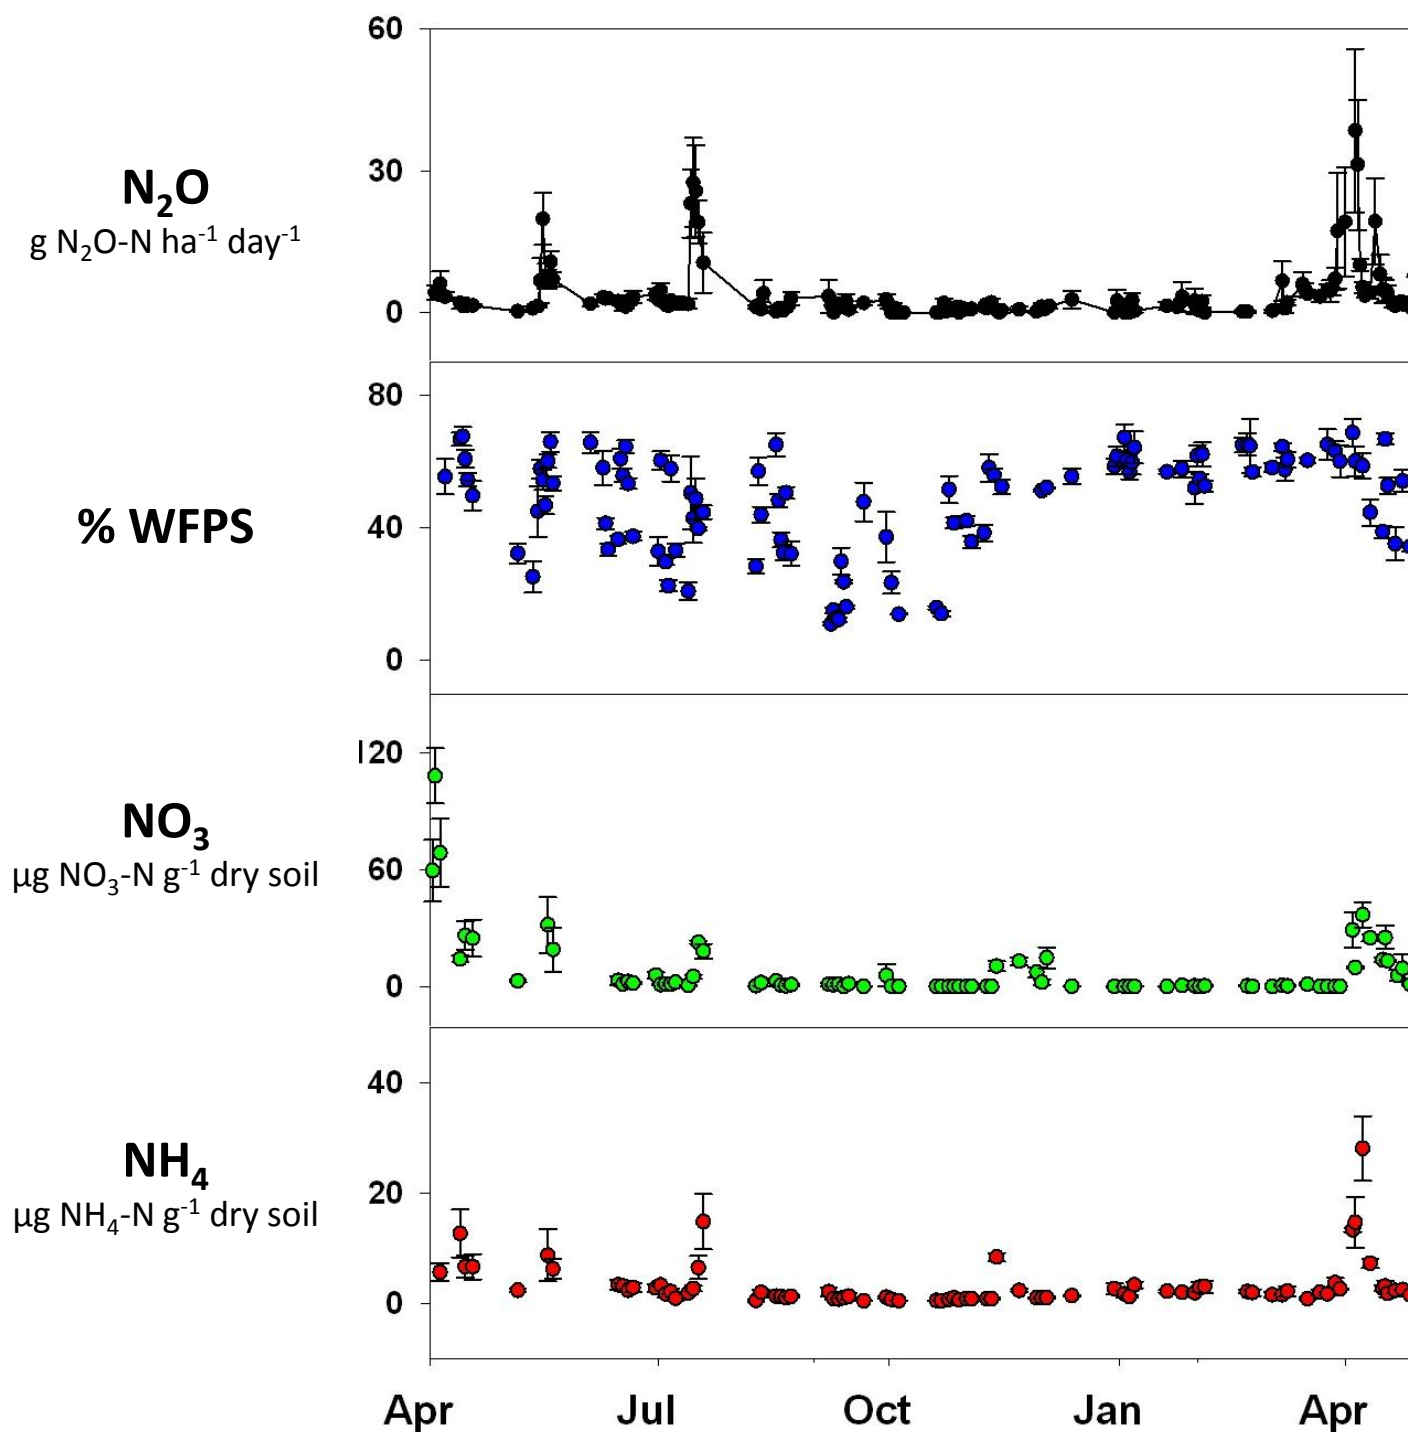 60
N₂O
g N₂O-N ha⁻¹ day⁻¹
30
0
80
% WFPS
40
0
120
NO₃
µg NO₃-N g⁻¹ dry soil
60
0
40
NH₄
µg NH₄-N g⁻¹ dry soil
20
0
Apr Jul Oct Jan Apr